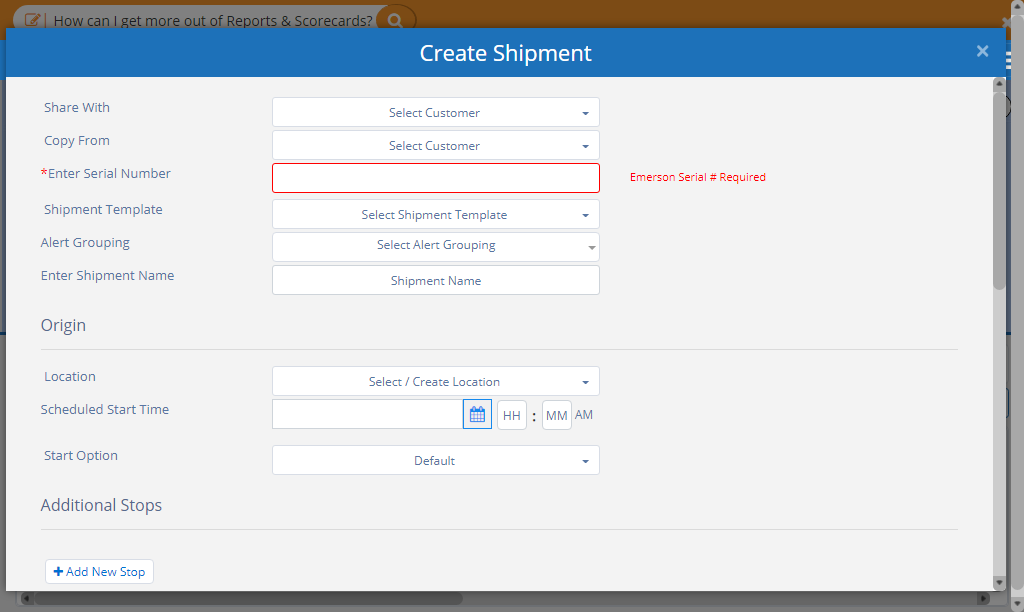 How can I get more out of Reports & Scorecards?
Create Shipment ×
Share With Select Customer
Copy From Select Customer
*Enter Serial Number Emerson Serial # Required
Shipment Template Select Shipment Template
Alert Grouping Select Alert Grouping
Enter Shipment Name Shipment Name
Origin
Location Select / Create Location
Scheduled Start Time HH : MM AM
Start Option Default
Additional Stops
+ Add New Stop